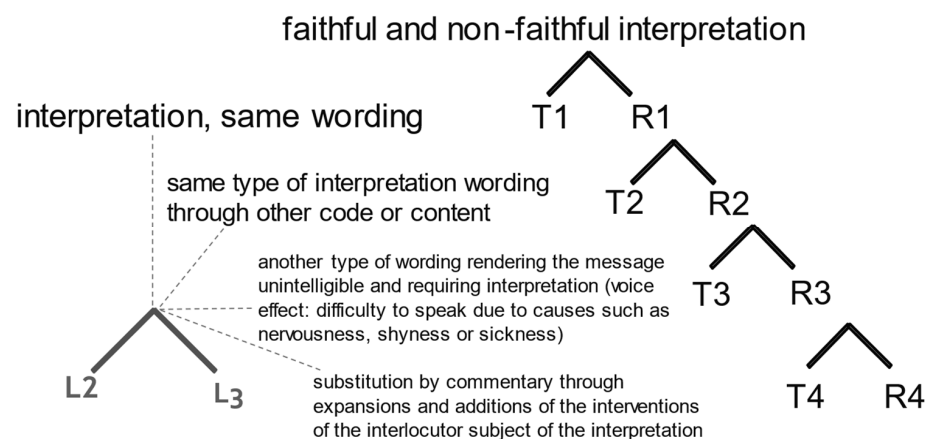 faithful and non-faithful interpretation
T1 R1
interpretation, same wording
same type of interpretation wording
through other code or content
T2 R2
another type of wording rendering the message
unintelligible and requiring interpretation (voice
effect: difficulty to speak due to causes such as
nervousness, shyness or sickness)
T3 R3
L2 L3
substitution by commentary through
expansions and additions of the interventions
of the interlocutor subject of the interpretation
T4 R4